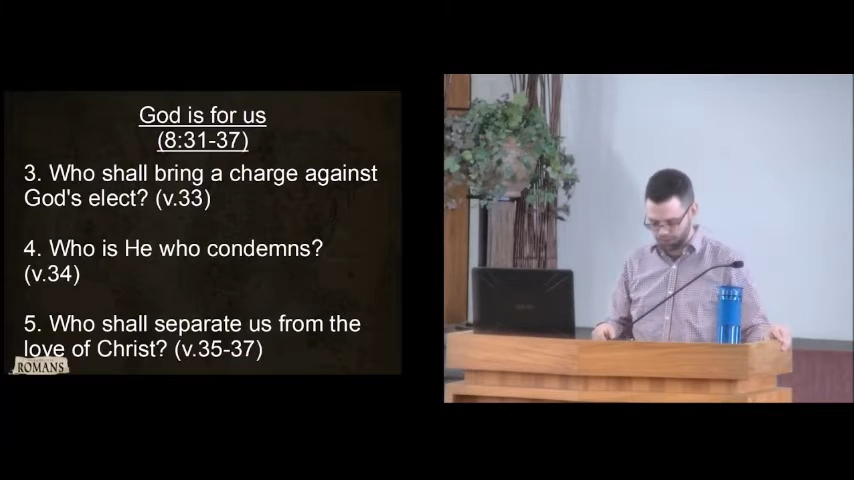 God is for us
(8:31-37)
3. Who shall bring a charge against
God's elect? (v.33)
4. Who is He who condemns?
(v.34)
5. Who shall separate us from the
love of Christ? (v.35-37)
ROMANS